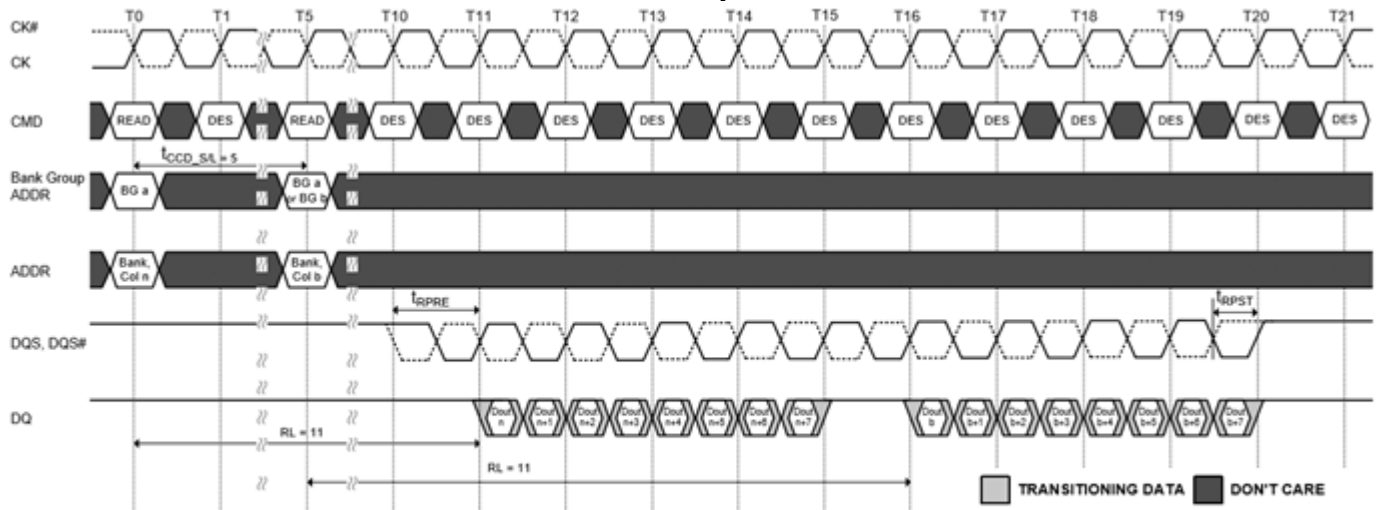 T0 T1 T5 T10 T11 T12 T13 T14 T15 T16 T17 T18 T19 T20 T21
CK#
CK
CMD READ DES READ DES DES DES DES DES DES DES DES DES DES DES DES
tCCD_S/L = 5
Bank Group
ADDR
BG a
BG a
or BG b
ADDR
Bank,
Col n
Bank,
Col b
tRPRE
tRPST
DQS, DQS#
DQ
Dout
n
Dout
n+1
Dout
n+2
Dout
n+3
Dout
n+4
Dout
n+5
Dout
n+6
Dout
n+7
Dout
b
Dout
b+1
Dout
b+2
Dout
b+3
Dout
b+4
Dout
b+5
Dout
b+6
Dout
b+7
RL = 11
RL = 11
TRANSITIONING DATA DON'T CARE